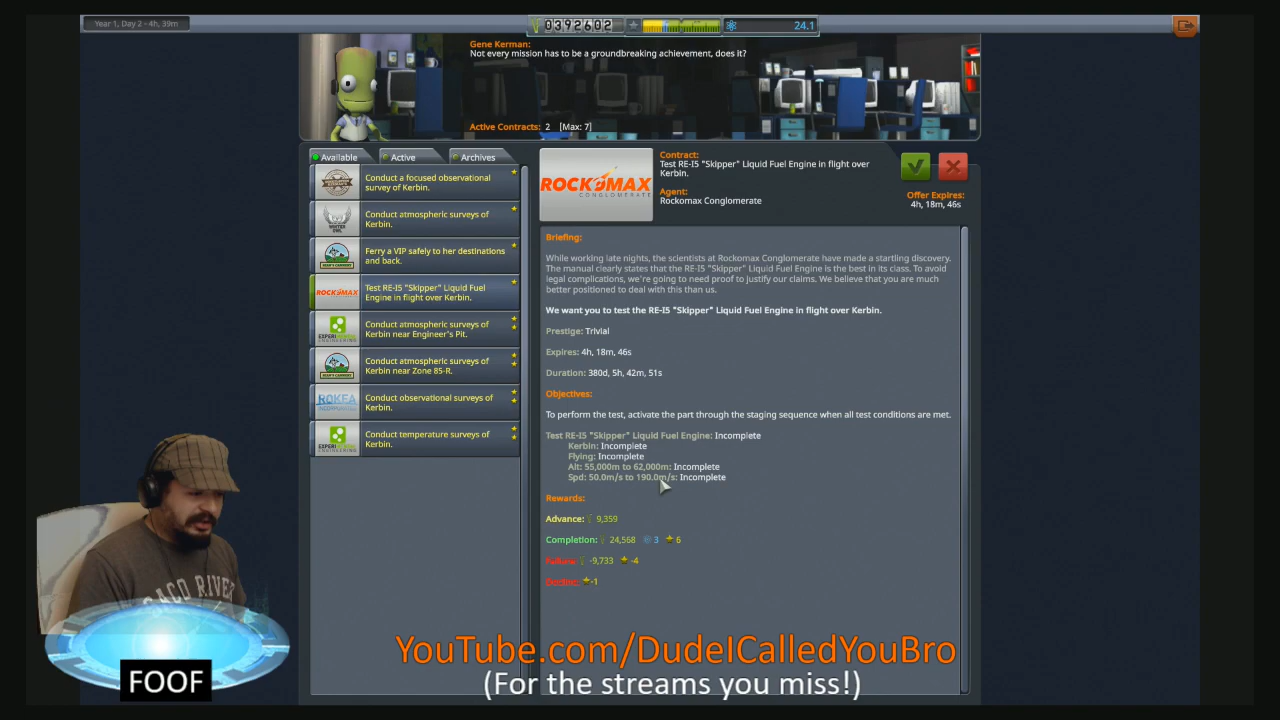 Year 1, Day 2 - 4h, 39m
0392602
24.1
Gene Kerman:
Not every mission has to be a groundbreaking achievement, does it?
Active Contracts: 2 [Max: 7]
Available
Active
Archives
Conduct a focused observational
survey of Kerbin.
Conduct atmospheric surveys of
Kerbin.
Ferry a VIP safely to her destinations
and back.
ROCKOMAX
Test RE-I5 "Skipper" Liquid Fuel
Engine in flight over Kerbin.
Conduct atmospheric surveys of
Kerbin near Engineer's Pit.
Conduct atmospheric surveys of
Kerbin near Zone 85-R.
Conduct observational surveys of
Kerbin.
Conduct temperature surveys of
Kerbin.
ROCKOMAX
CONGLOMERATE
Contract:
Test RE-I5 "Skipper" Liquid Fuel Engine in flight over
Kerbin.
Agent:
Rockomax Conglomerate
Offer Expires:
4h, 18m, 46s
Briefing:
While working late nights, the scientists at Rockomax Conglomerate have made a startling discovery.
The manual clearly states that the RE-I5 "Skipper" Liquid Fuel Engine is the best in its class. To avoid
legal complications, we're going to need proof to justify our claims. We believe that you are much
better positioned to deal with this than us.
We want you to test the RE-I5 "Skipper" Liquid Fuel Engine in flight over Kerbin.
Prestige: Trivial
Expires: 4h, 18m, 46s
Duration: 380d, 5h, 42m, 51s
Objectives:
To perform the test, activate the part through the staging sequence when all test conditions are met.
Test RE-I5 "Skipper" Liquid Fuel Engine: Incomplete
Kerbin: Incomplete
Flying: Incomplete
Alt: 55,000m to 62,000m: Incomplete
Spd: 50.0m/s to 190.0m/s: Incomplete
Rewards:
Advance: 9,359
Completion: 24,568 3 6
Failure: -9,733 -4
Decline: -1
YouTube.com/DudeICalledYouBro
(For the streams you miss!)
FOOF